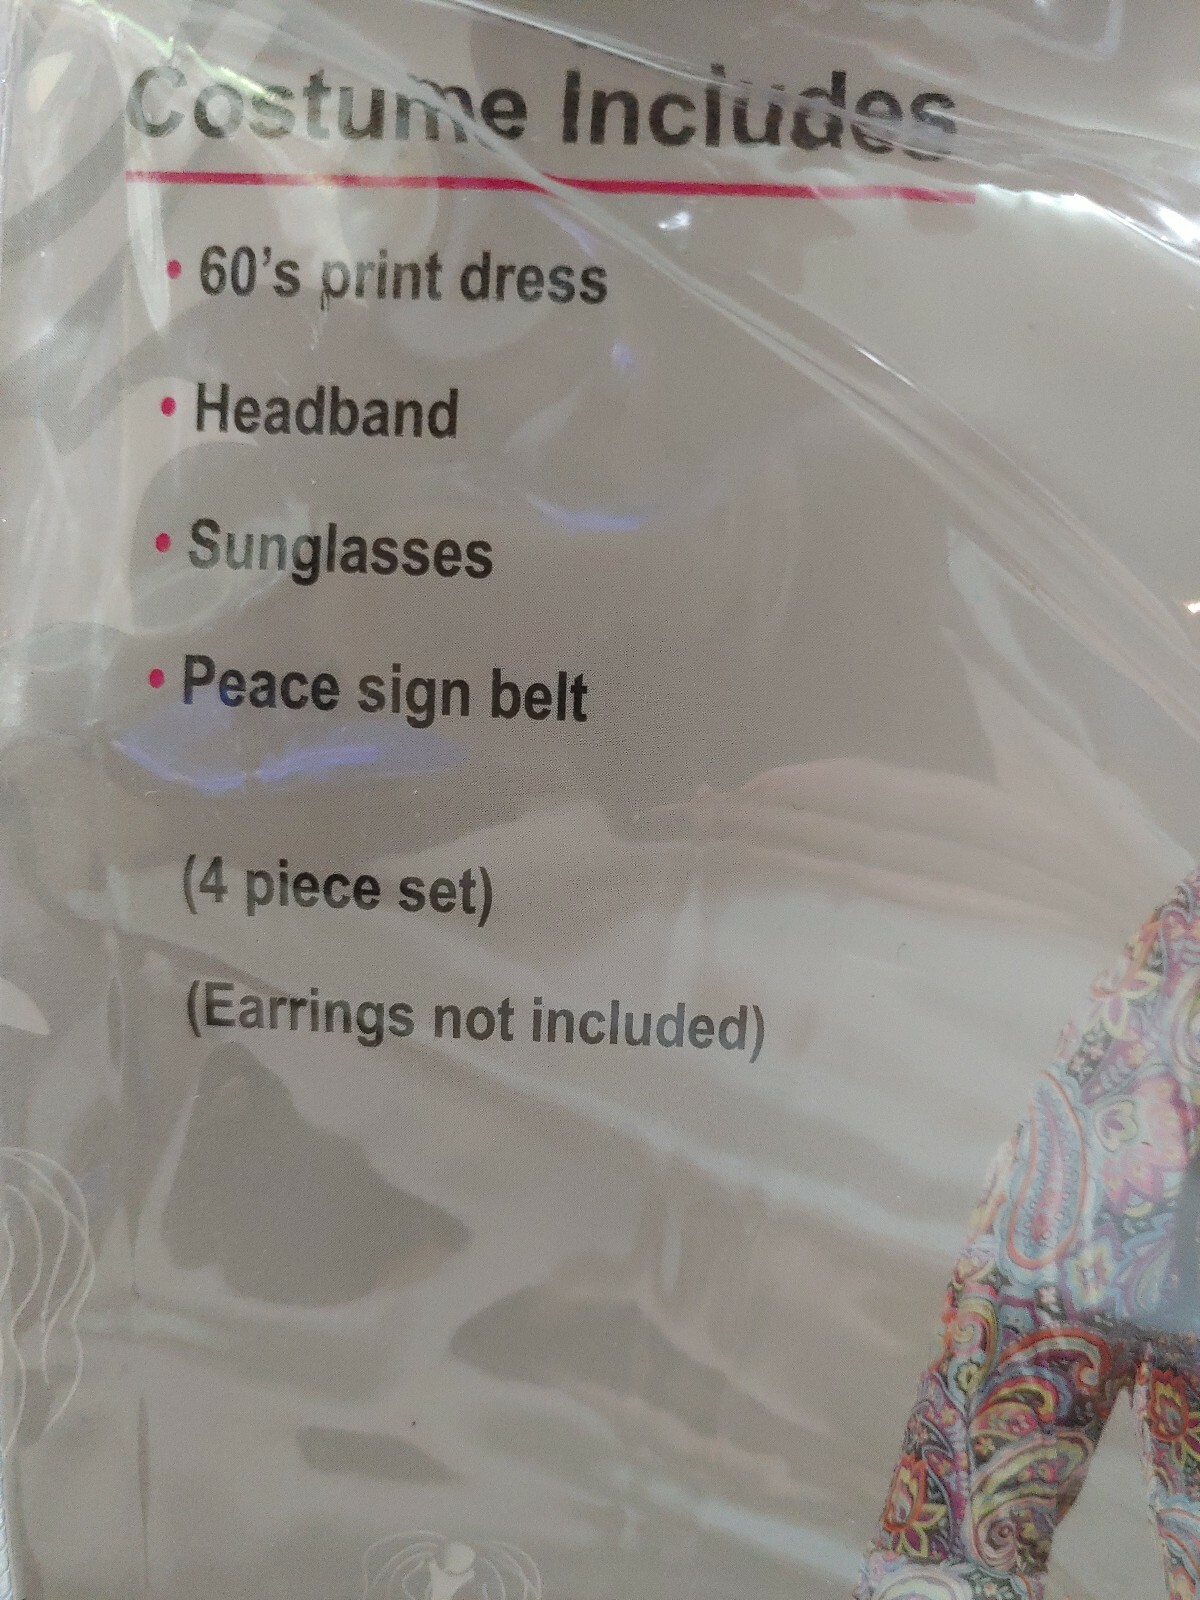 Costume Includes
• 60's print dress
• Headband
• Sunglasses
• Peace sign belt
(4 piece set)
(Earrings not included)